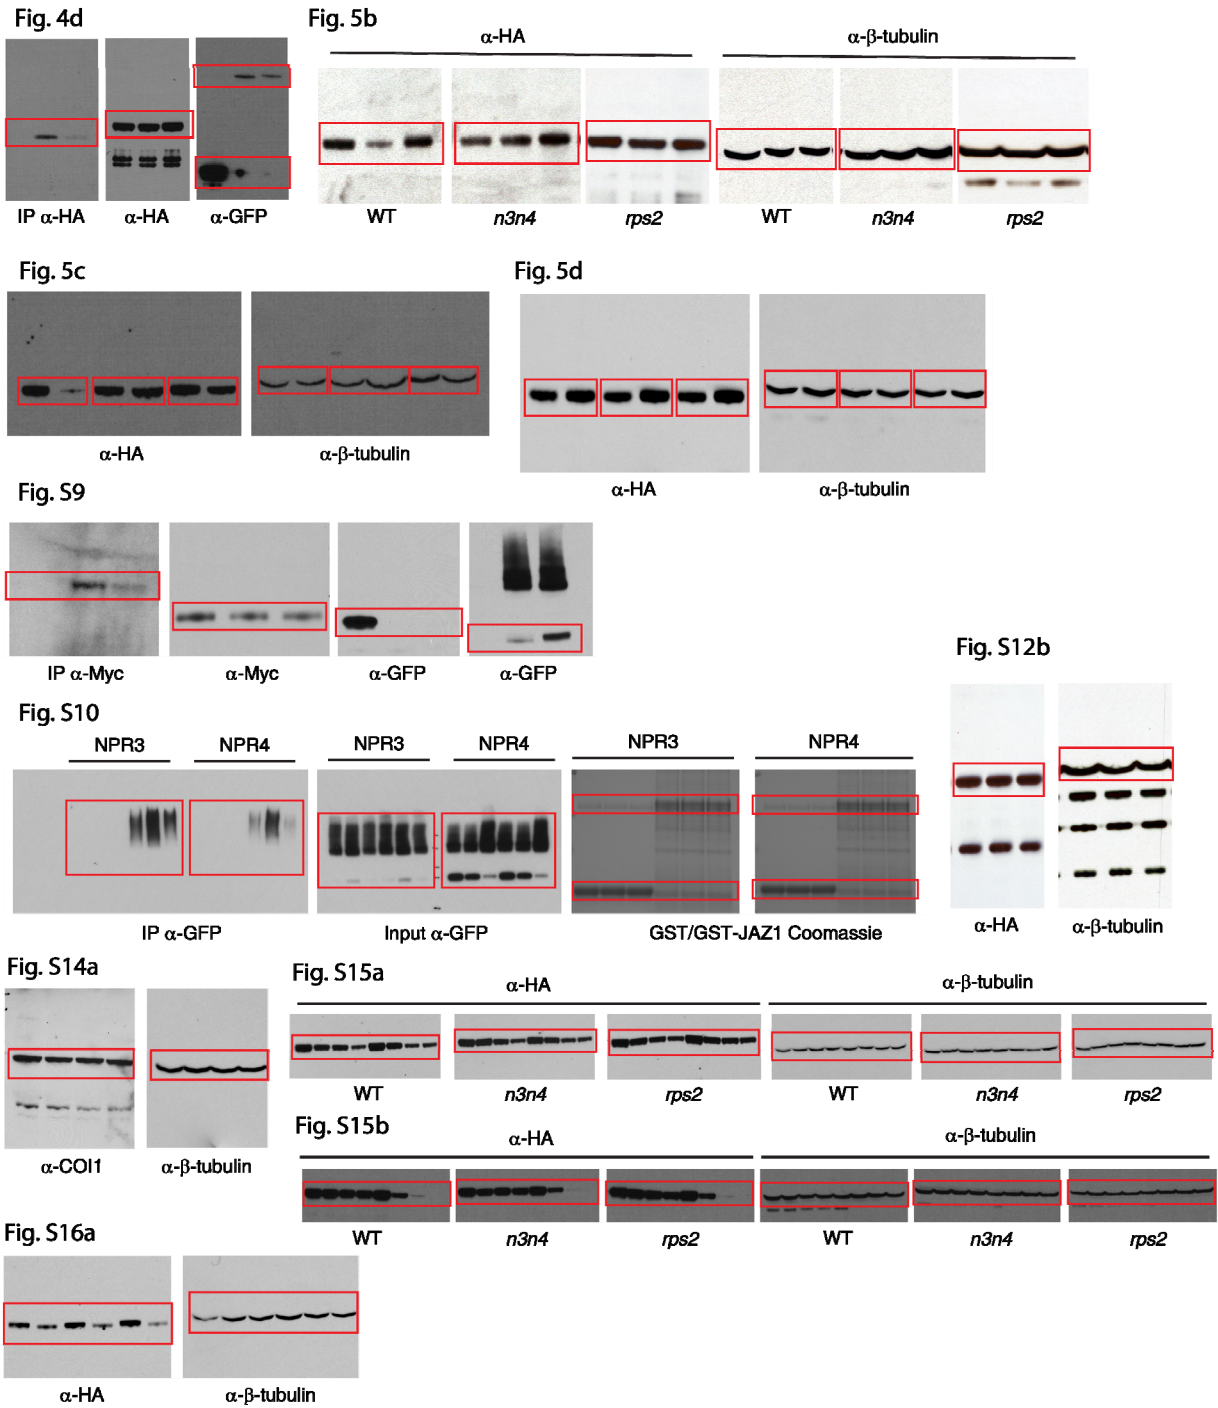 Fig. 4d
IP α-HA
α-HA
α-GFP
Fig. 5b
α-HA
α-β-tubulin
WT
n3n4
rps2
WT
n3n4
rps2
Fig. 5c
α-HA
α-β-tubulin
Fig. 5d
α-HA
α-β-tubulin
Fig. S9
IP α-Myc
α-Myc
α-GFP
α-GFP
Fig. S10
NPR3
NPR4
NPR3
NPR4
NPR3
NPR4
IP α-GFP
Input α-GFP
GST/GST-JAZ1 Coomassie
Fig. S12b
α-HA
α-β-tubulin
Fig. S14a
α-COI1
α-β-tubulin
Fig. S15a
α-HA
α-β-tubulin
WT
n3n4
rps2
WT
n3n4
rps2
Fig. S15b
α-HA
α-β-tubulin
WT
n3n4
rps2
WT
n3n4
rps2
Fig. S16a
α-HA
α-β-tubulin